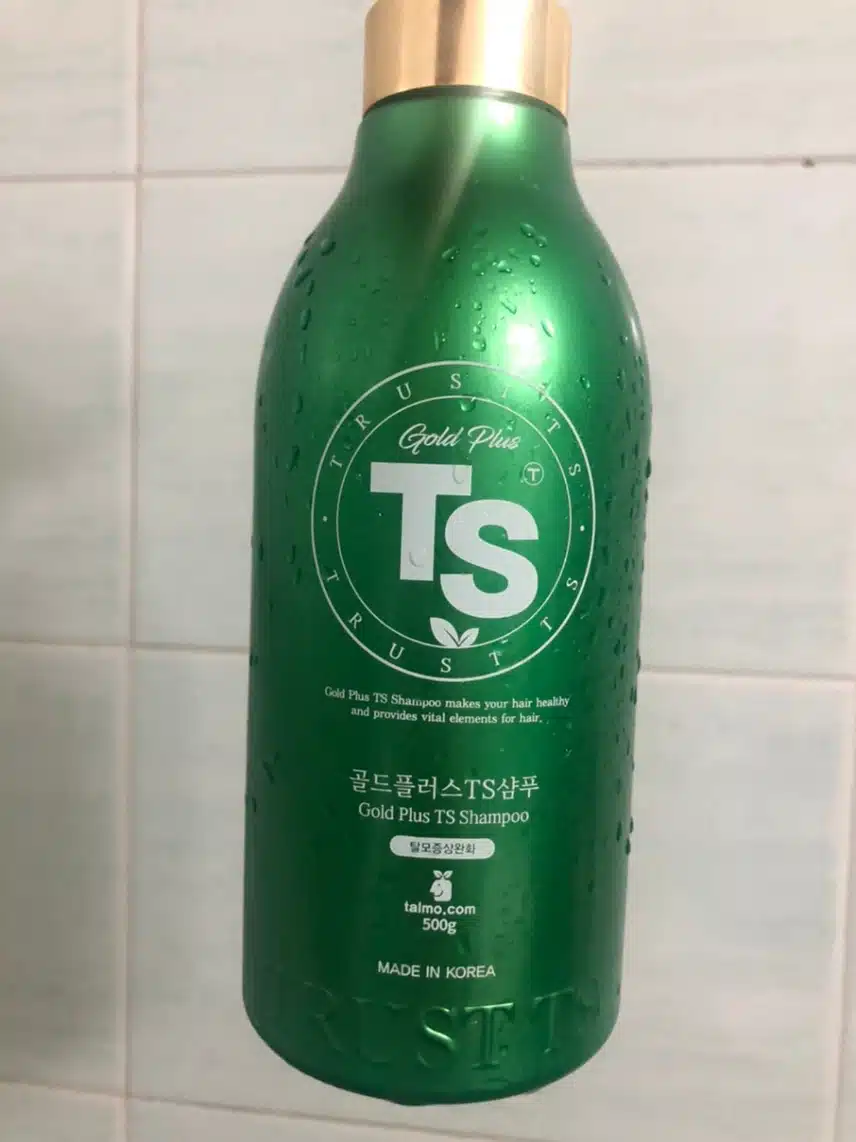 TRUST TS
Gold Plus
T
TS
TRUST TS
Gold Plus TS Shampoo makes your hair healthy
and provides vital elements for hair.
골드플러스TS샴푸
Gold Plus TS Shampoo
탈모증상완화
talmo.com
500g
MADE IN KOREA
TRUST TS